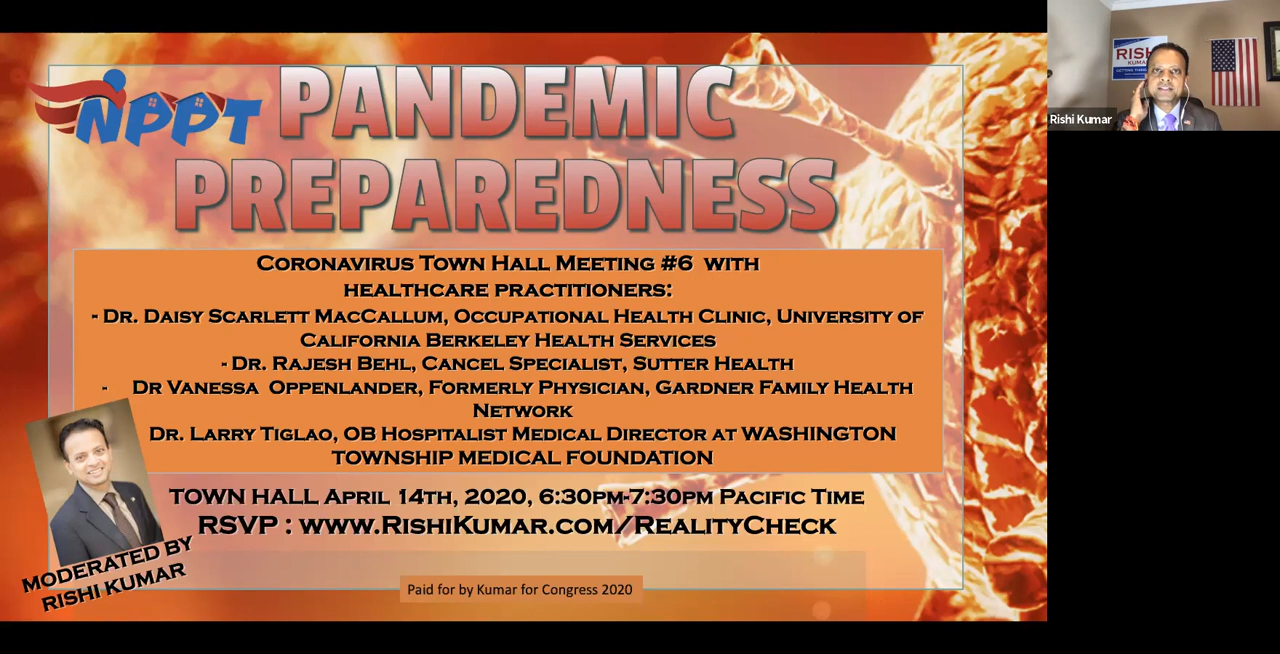 NPPT
PANDEMIC
PREPAREDNESS
Coronavirus Town Hall Meeting #6 with
healthcare practitioners:
- Dr. Daisy Scarlett MacCallum, Occupational Health Clinic, University of
California Berkeley Health Services
- Dr. Rajesh Behl, Cancel Specialist, Sutter Health
- Dr Vanessa Oppenlander, Formerly Physician, Gardner Family Health
Network
Dr. Larry Tiglao, OB Hospitalist Medical Director at WASHINGTON
TOWNSHIP MEDICAL FOUNDATION
TOWN HALL April 14th, 2020, 6:30pm-7:30pm Pacific Time
RSVP : www.RishiKumar.com/RealityCheck
MODERATED BY
RISHI KUMAR
Paid for by Kumar for Congress 2020
RISH
KUMA
GETTING THIN
Rishi Kumar